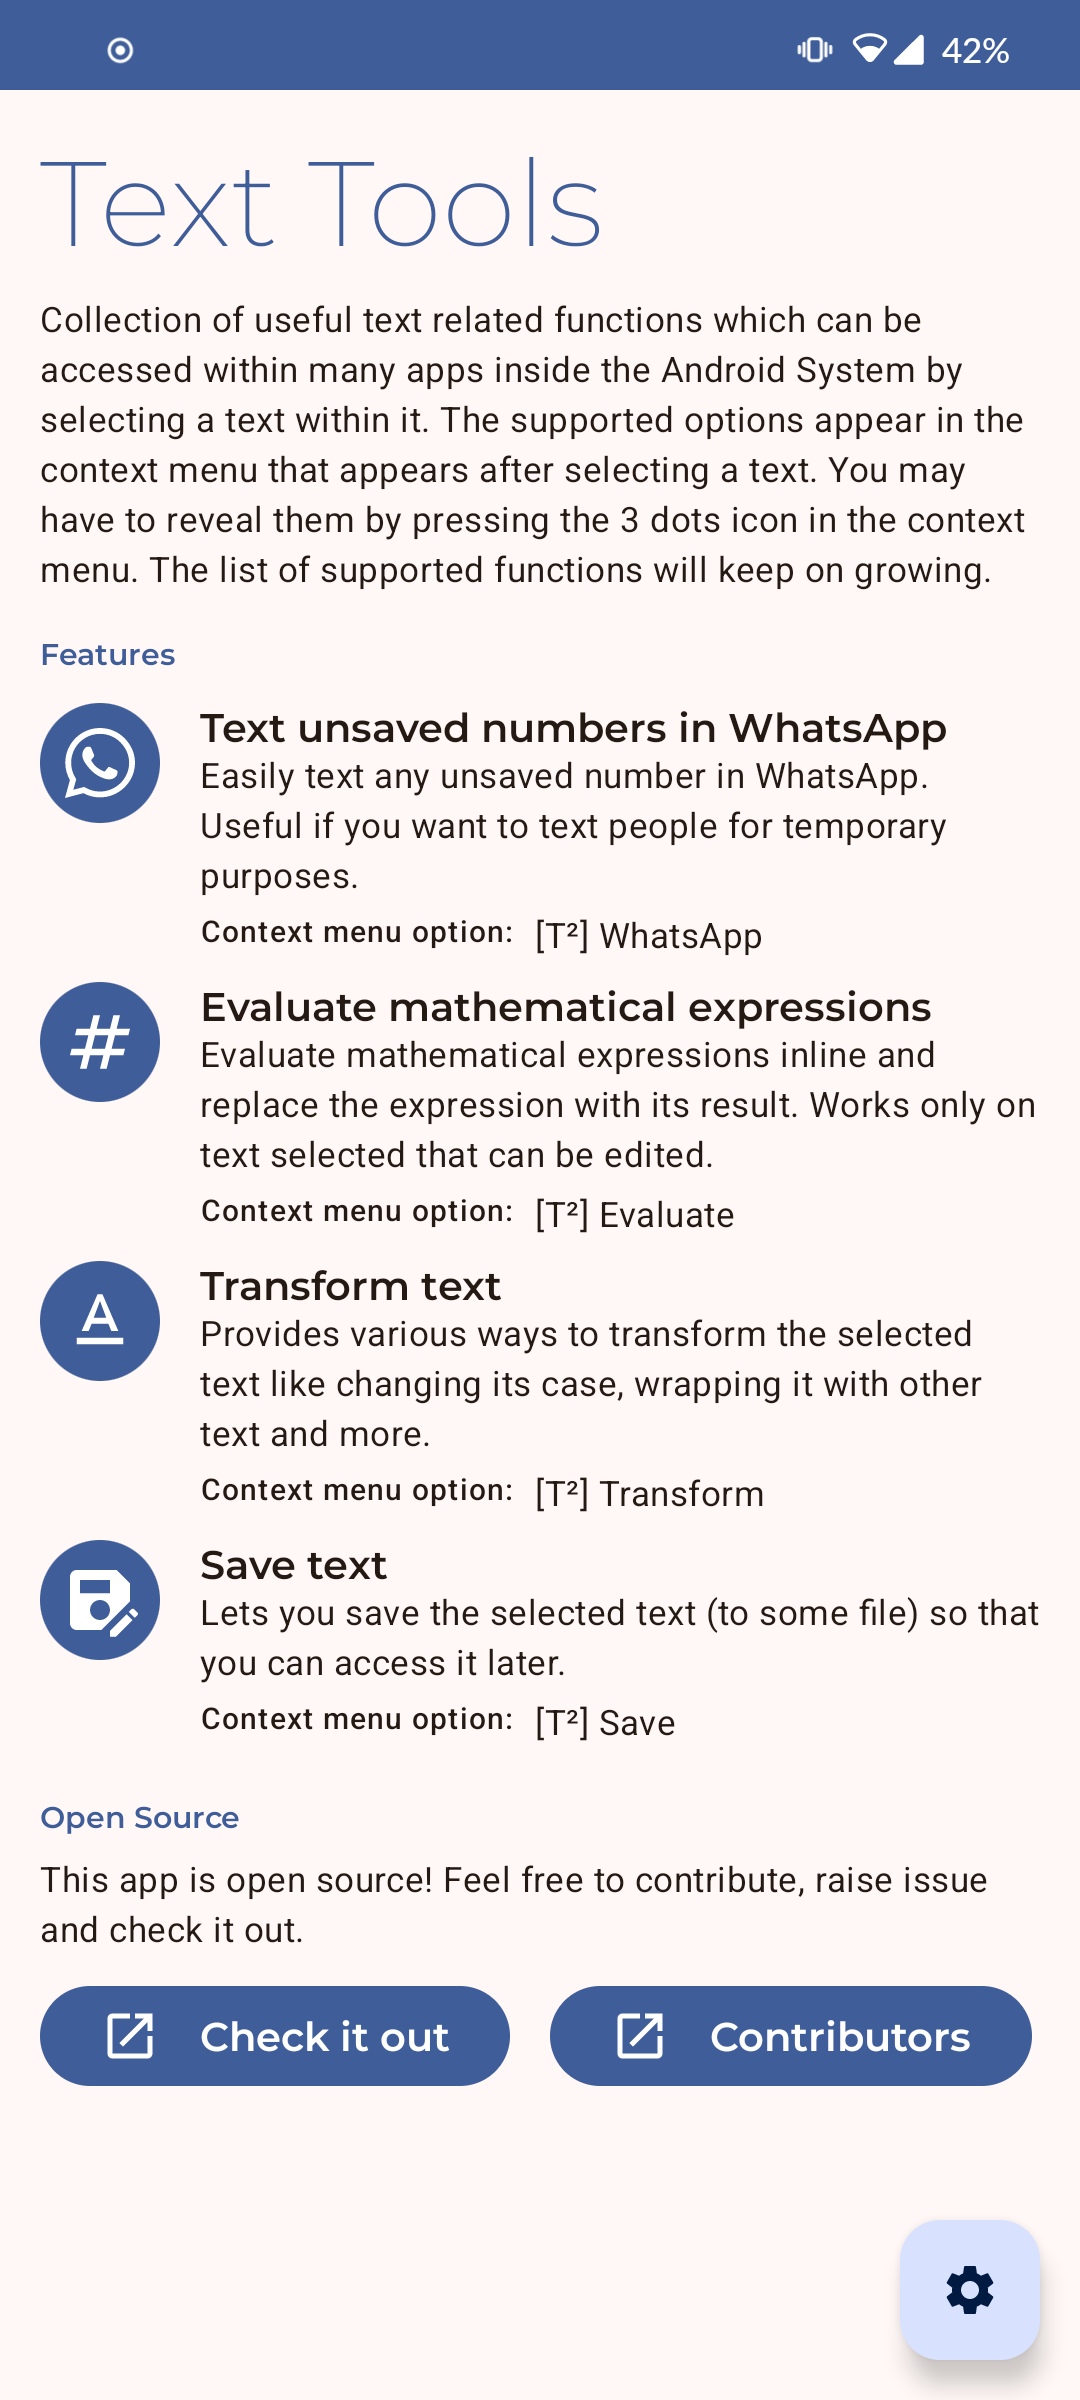 42%
Text Tools
Collection of useful text related functions which can be
accessed within many apps inside the Android System by
selecting a text within it. The supported options appear in the
context menu that appears after selecting a text. You may
have to reveal them by pressing the 3 dots icon in the context
menu. The list of supported functions will keep on growing.
Features
Text unsaved numbers in WhatsApp
Easily text any unsaved number in WhatsApp.
Useful if you want to text people for temporary
purposes.
Context menu option: [T²] WhatsApp
Evaluate mathematical expressions
Evaluate mathematical expressions inline and
replace the expression with its result. Works only on
text selected that can be edited.
Context menu option: [T²] Evaluate
Transform text
Provides various ways to transform the selected
text like changing its case, wrapping it with other
text and more.
Context menu option: [T²] Transform
Save text
Lets you save the selected text (to some file) so that
you can access it later.
Context menu option: [T²] Save
Open Source
This app is open source! Feel free to contribute, raise issue
and check it out.
Check it out
Contributors